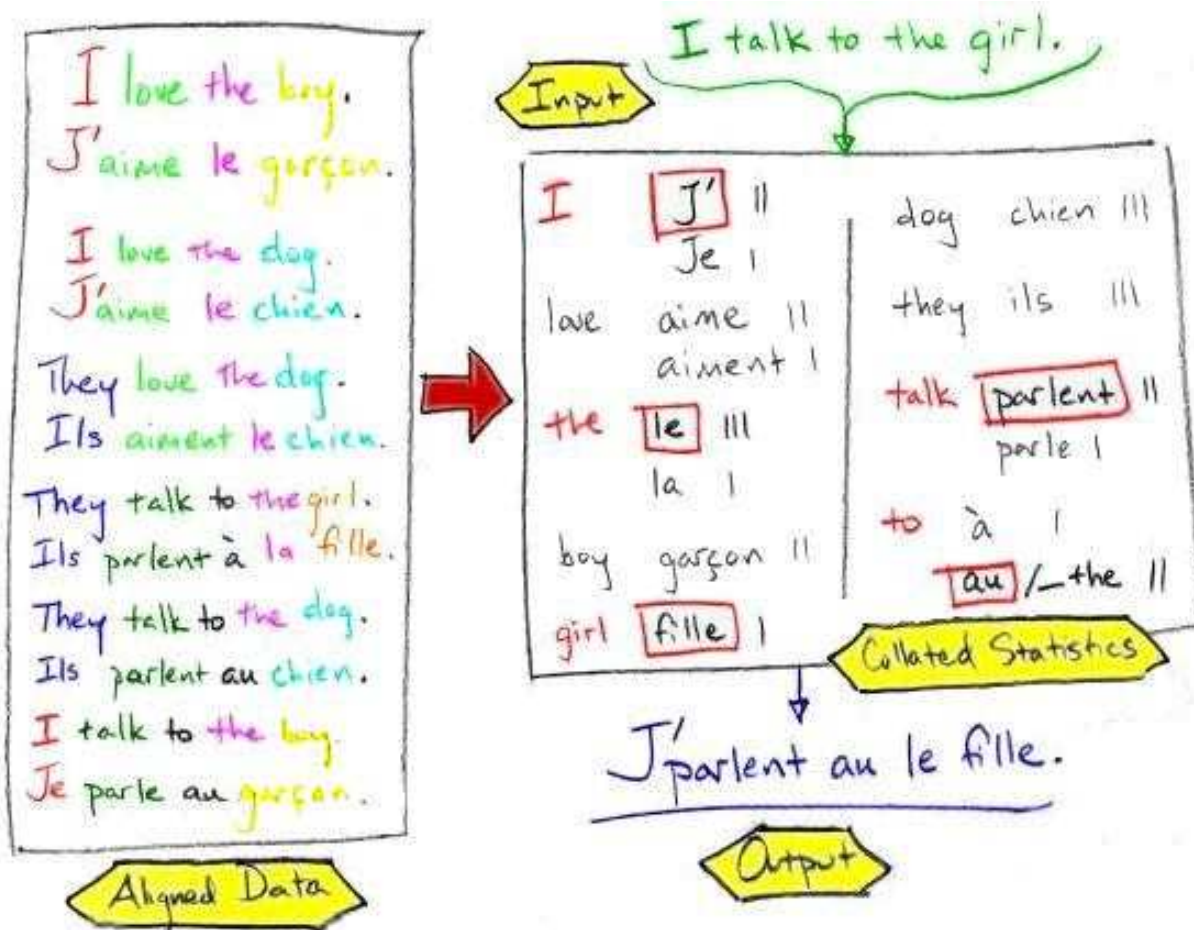 I love the boy.
J'aime le garçon.
I love the dog.
J'aime le chien.
They love the dog.
Ils aiment le chien.
They talk to the girl.
Ils parlent à la fille.
They talk to the dog.
Ils parlent au chien.
I talk to the boy.
Je parle au garçon.
Aligned Data
I talk to the girl.
Input
I J' ||
Je |
love aime ||
aiment |
the le |||
la |
boy garçon ||
girl fille |
dog chien |||
they ils |||
talk parlent ||
parle |
to à |
au /_the ||
Collated Statistics
J'parlent au le fille.
Output